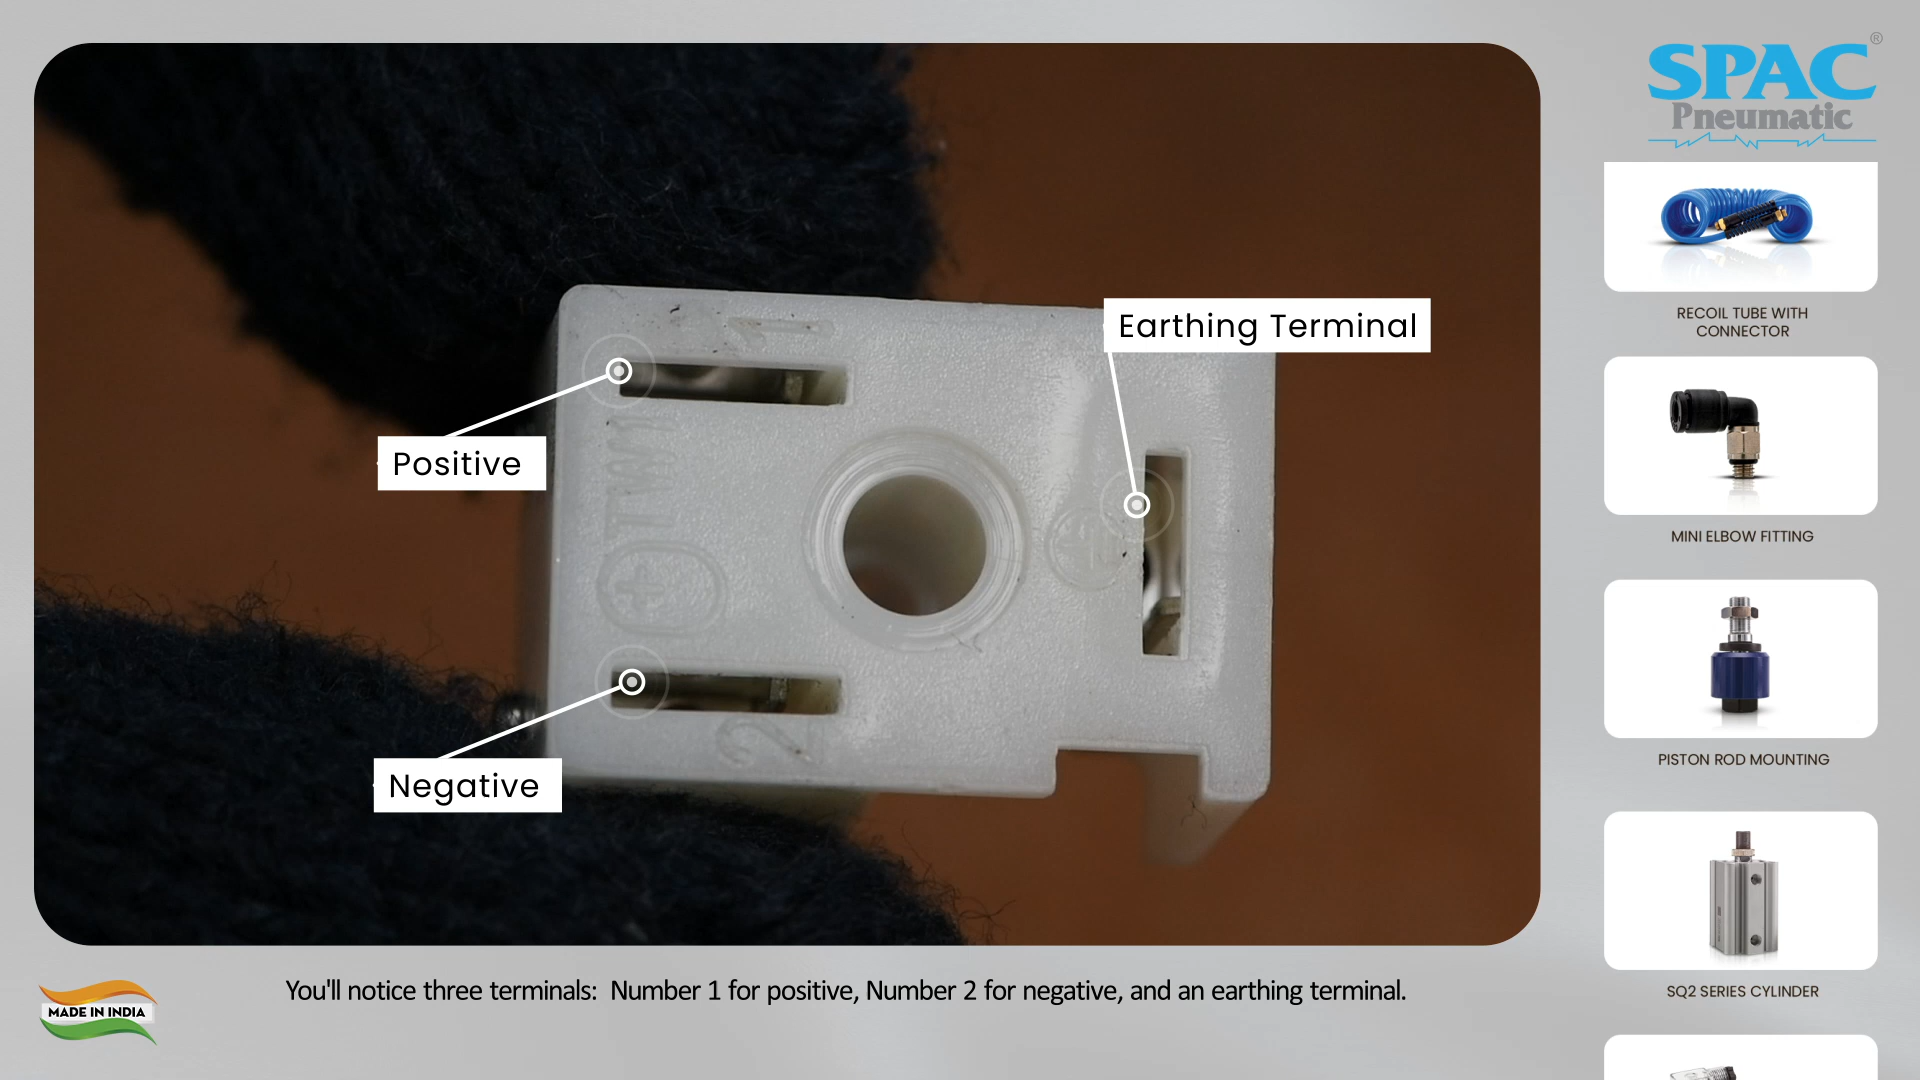 SPAC ®
Pneumatic
Earthing Terminal
Positive
Negative
1
2
RECOIL TUBE WITH
CONNECTOR
MINI ELBOW FITTING
PISTON ROD MOUNTING
SQ2 SERIES CYLINDER
MADE IN INDIA
You'll notice three terminals: Number 1 for positive, Number 2 for negative, and an earthing terminal.